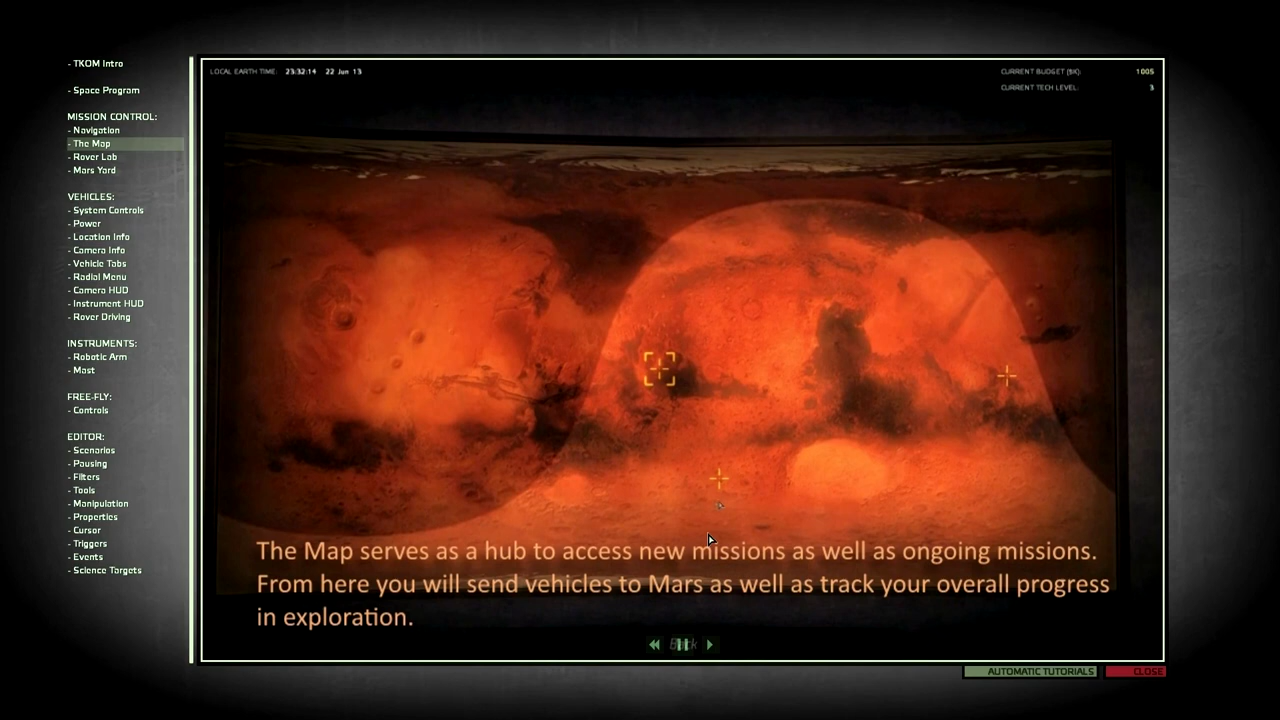 - TKOM Intro
- Space Program
MISSION CONTROL:
- Navigation
- The Map
- Rover Lab
- Mars Yard
VEHICLES:
- System Controls
- Power
- Location Info
- Camera Info
- Vehicle Tabs
- Radial Menu
- Camera HUD
- Instrument HUD
- Rover Driving
INSTRUMENTS:
- Robotic Arm
- Mast
FREE-FLY:
- Controls
EDITOR:
- Scenarios
- Pausing
- Filters
- Tools
- Manipulation
- Properties
- Cursor
- Triggers
- Events
- Science Targets
LOCAL EARTH TIME: 23:32:14 22 Jun 13
CURRENT BUDGET ($K): 1005
CURRENT TECH LEVEL: 3
The Map serves as a hub to access new missions as well as ongoing missions.
From here you will send vehicles to Mars as well as track your overall progress
in exploration.
Back
AUTOMATIC TUTORIALS
CLOSE